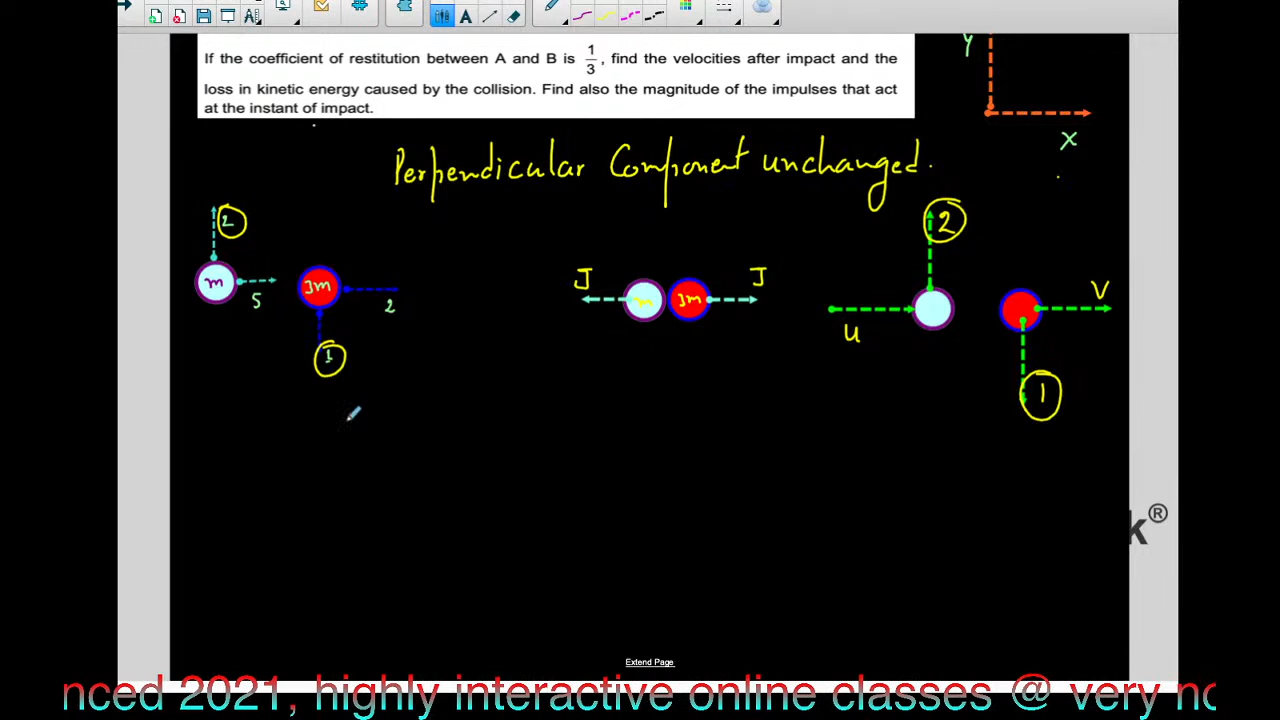 If the coefficient of restitution between A and B is 1/3, find the velocities after impact and the
loss in kinetic energy caused by the collision. Find also the magnitude of the impulses that act
at the instant of impact.
y
x
Perpendicular Component unchanged.
2
m
5
3m
2
1
J
m
3m
J
2
u
V
1
k®
Extend Page
nced 2021, highly interactive online classes @ very no